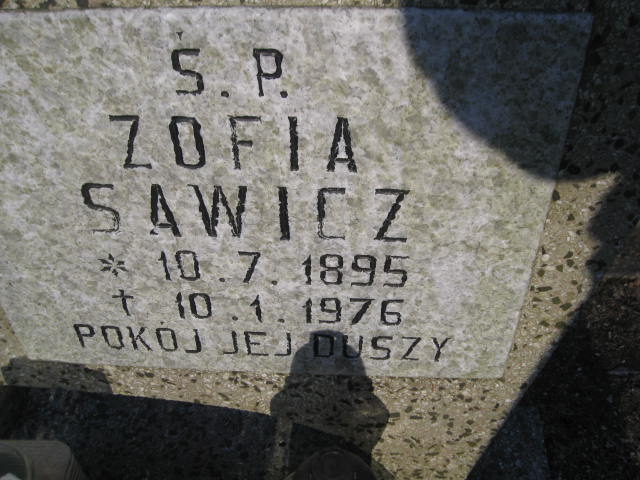 Ś.P.
ZOFIA
SAWICZ
* 10.7.1895
† 10.1.1976
POKÓJ JEJ DUSZY